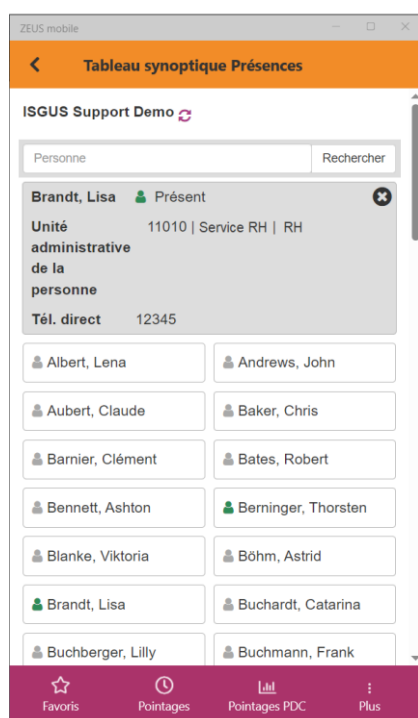 ZEUS mobile
Tableau synoptique Présences
ISGUS Support Demo
Personne
Rechercher
Brandt, Lisa Présent
Unité administrative de la personne 11010 | Service RH | RH
Tél. direct 12345
Albert, Lena
Andrews, John
Aubert, Claude
Baker, Chris
Barnier, Clément
Bates, Robert
Bennett, Ashton
Berninger, Thorsten
Blanke, Viktoria
Böhm, Astrid
Brandt, Lisa
Buchardt, Catarina
Buchberger, Lilly
Buchmann, Frank
Favoris
Pointages
Pointages PDC
Plus